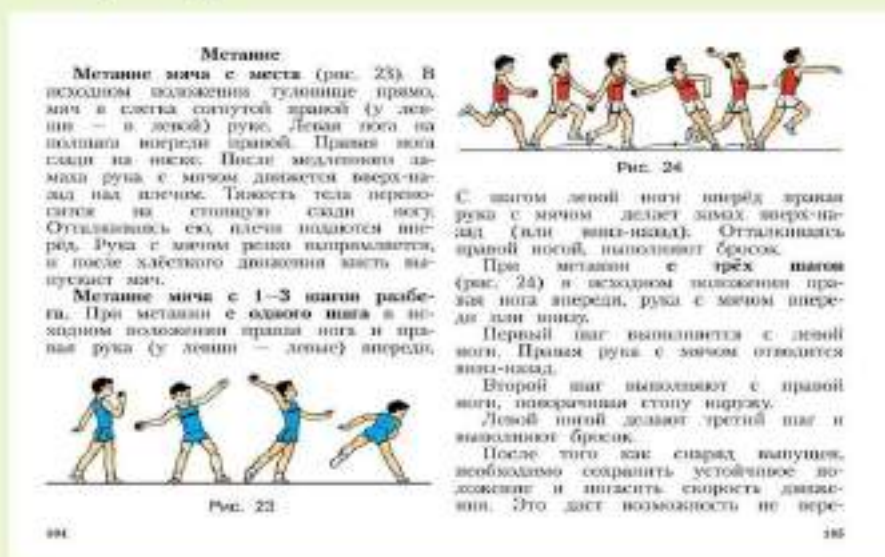 Метание
Метание мяча с места (рис. 23). В
исходном положении туловище прямо,
мяч в слегка согнутой правой (у лев-
ши — в левой) руке. Левая нога на
полшага впереди правой. Правая нога
сзади на носке. После медленного за-
маха рука с мячом движется вверх-на-
зад над плечом. Тяжесть тела перено-
сится на стоящую сзади ногу.
Отталкиваясь ею, плечи подаются впе-
рёд. Рука с мячом резко выпрямляется,
и после хлёсткого движения кисть вы-
пускает мяч.
Метание мяча с 1—3 шагов разбе-
га. При метании с одного шага в ис-
ходном положении правая нога и пра-
вая рука (у левши — левые) впереди.
Рис. 23
104
Рис. 24
С шагом левой ноги вперёд правая
рука с мячом делает замах вверх-на-
зад (или вниз-назад). Отталкиваясь
правой ногой, выполняют бросок.
При метании с трёх шагов
(рис. 24) в исходном положении пра-
вая нога впереди, рука с мячом впере-
ди или внизу.
Первый шаг выполняется с левой
ноги. Правая рука с мячом отводится
вниз-назад.
Второй шаг выполняют с правой
ноги, поворачивая стопу наружу.
Левой ногой делают третий шаг и
выполняют бросок.
После того как снаряд выпущен,
необходимо сохранить устойчивое по-
ложение и погасить скорость движе-
ния. Это даст возможность не пере-
105